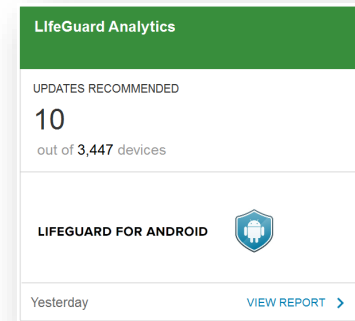 LIfeGuard Analytics
UPDATES RECOMMENDED
10
out of 3,447 devices
LIFEGUARD FOR ANDROID
Yesterday VIEW REPORT